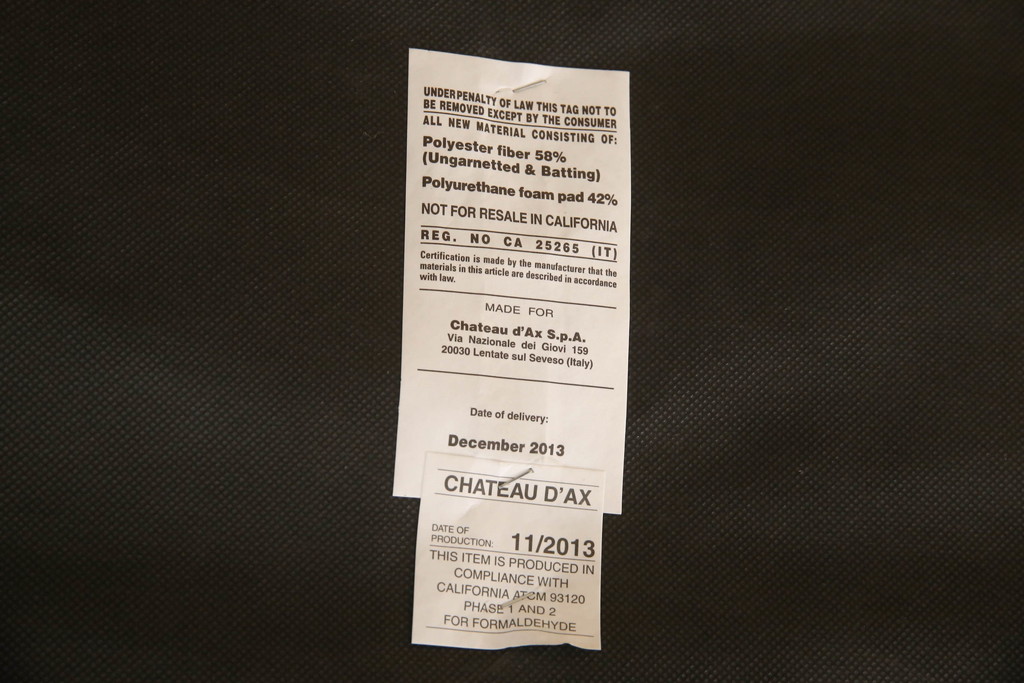 UNDER PENALTY OF LAW THIS TAG NOT TO
BE REMOVED EXCEPT BY THE CONSUMER
ALL NEW MATERIAL CONSISTING OF:
Polyester fiber 58%
(Ungarnetted & Batting)
Polyurethane foam pad 42%
NOT FOR RESALE IN CALIFORNIA
REG. NO CA 25265 (IT)
Certification is made by the manufacturer that the
materials in this article are described in accordance
with law.
MADE FOR
Chateau d'Ax S.p.A.
Via Nazionale dei Giovi 159
20030 Lentate sul Seveso (Italy)
Date of delivery:
December 2013
CHATEAU D'AX
DATE OF
PRODUCTION: 11/2013
THIS ITEM IS PRODUCED IN
COMPLIANCE WITH
CALIFORNIA ATCM 93120
PHASE 1 AND 2
FOR FORMALDEHYDE